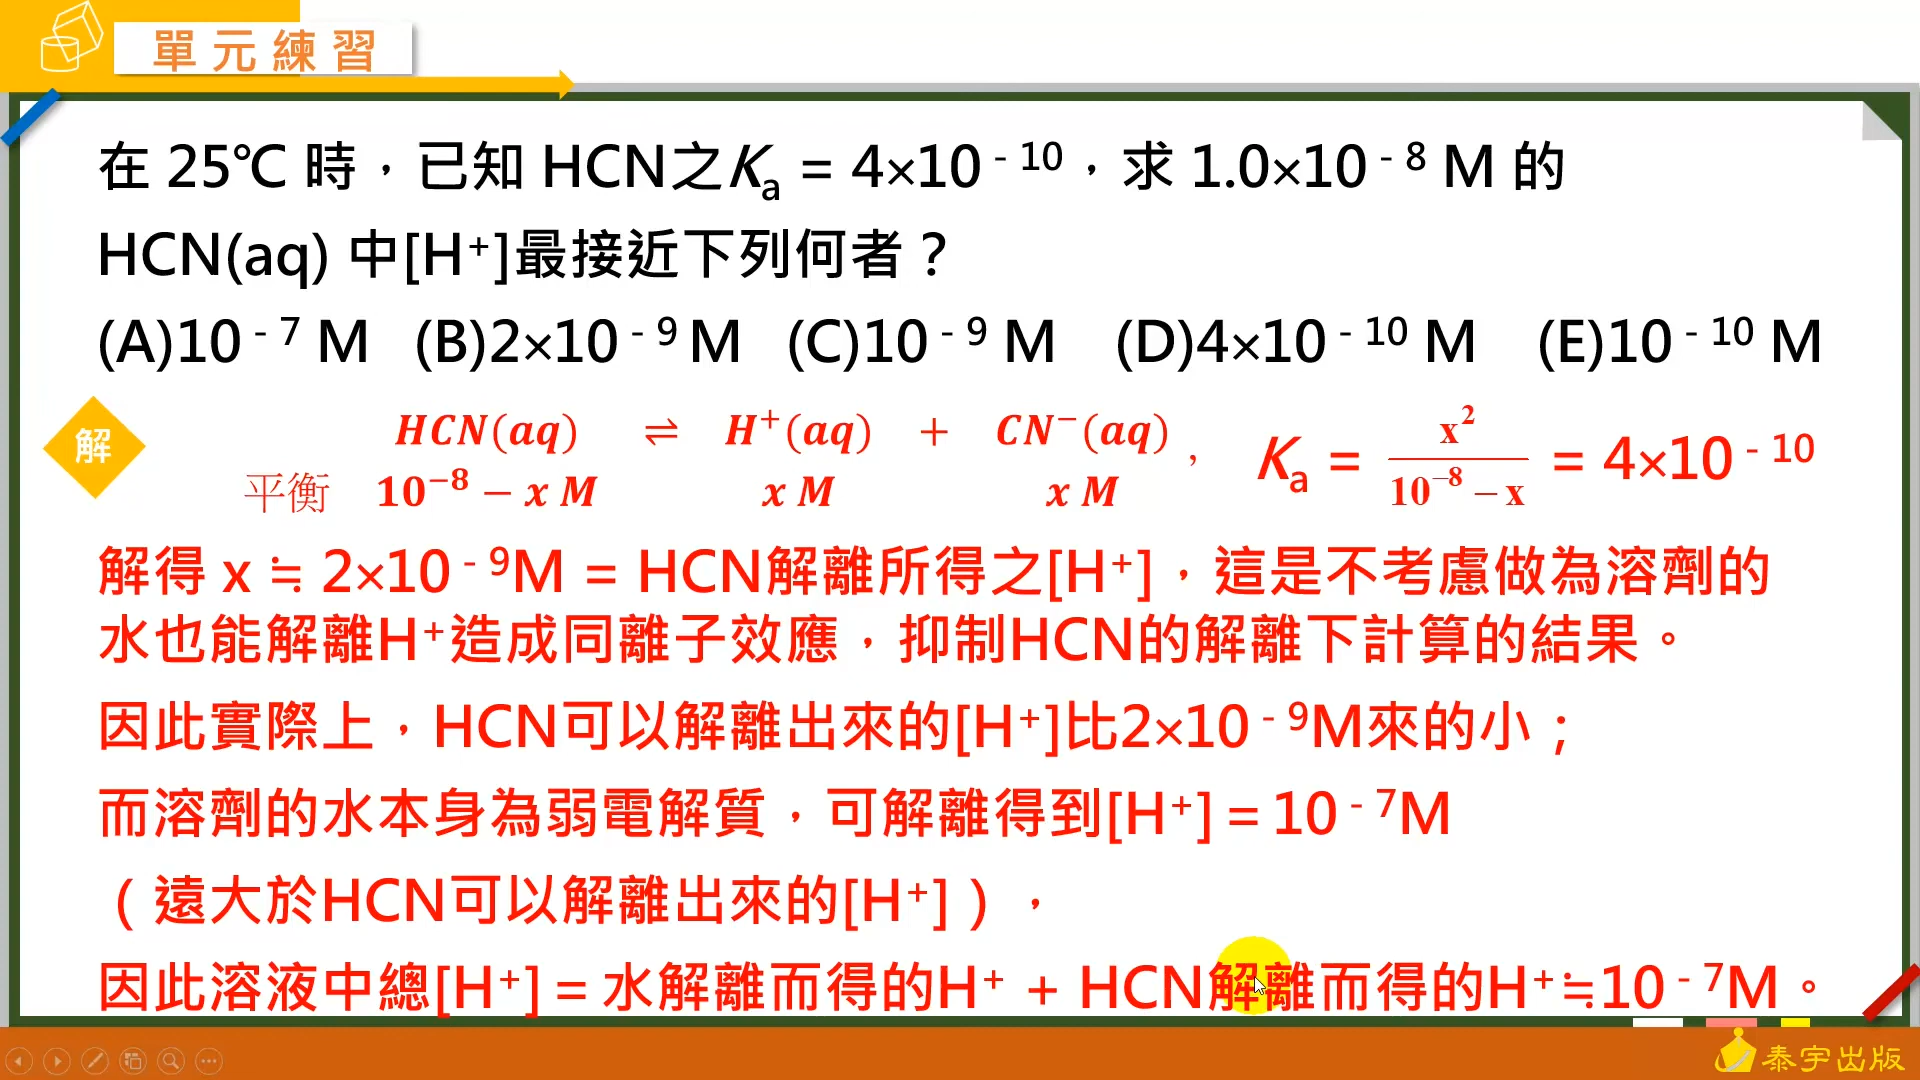 單元練習
在 25℃ 時，已知 HCN之Ka = 4×10⁻¹⁰，求 1.0×10⁻⁸ M 的
HCN(aq) 中[H⁺]最接近下列何者？
(A)10⁻⁷ M (B)2×10⁻⁹ M (C)10⁻⁹ M (D)4×10⁻¹⁰ M (E)10⁻¹⁰ M
解
HCN(aq) ⇌ H⁺(aq) + CN⁻(aq)
平衡 10⁻⁸ − x M x M x M , Ka = x²/(10⁻⁸ − x) = 4×10⁻¹⁰
解得 x ≒ 2×10⁻⁹M = HCN解離所得之[H⁺]，這是不考慮做為溶劑的
水也能解離H⁺造成同離子效應，抑制HCN的解離下計算的結果。
因此實際上，HCN可以解離出來的[H⁺]比2×10⁻⁹M來的小；
而溶劑的水本身為弱電解質，可解離得到[H⁺]＝10⁻⁷M
（遠大於HCN可以解離出來的[H⁺]），
因此溶液中總[H⁺]＝水解離而得的H⁺ + HCN解離而得的H⁺≒10⁻⁷M。
泰宇出版